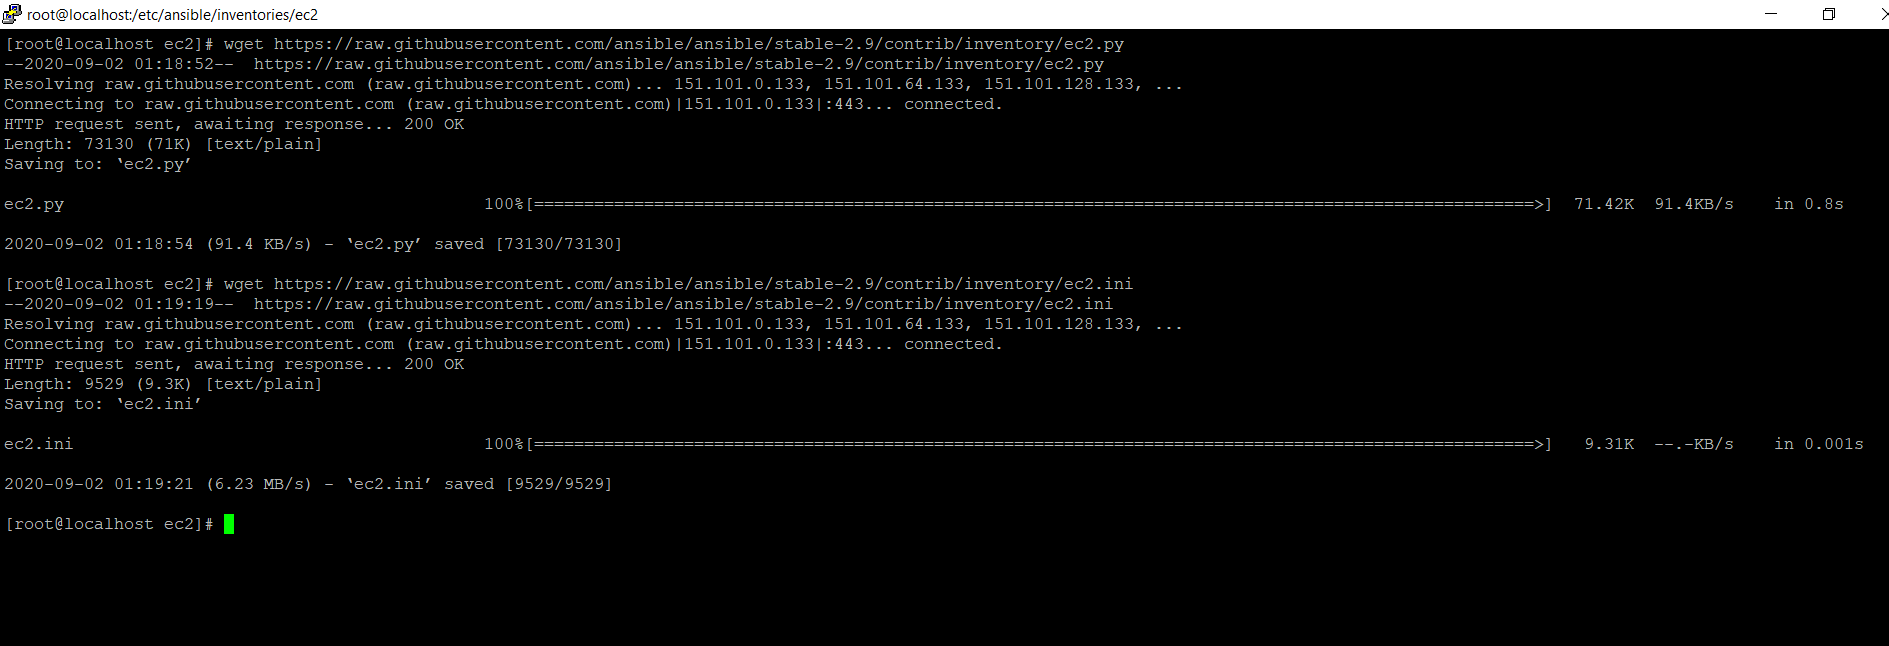 root@localhost:/etc/ansible/inventories/ec2
[root@localhost ec2]# wget https://raw.githubusercontent.com/ansible/ansible/stable-2.9/contrib/inventory/ec2.py
--2020-09-02 01:18:52--  https://raw.githubusercontent.com/ansible/ansible/stable-2.9/contrib/inventory/ec2.py
Resolving raw.githubusercontent.com (raw.githubusercontent.com)... 151.101.0.133, 151.101.64.133, 151.101.128.133, ...
Connecting to raw.githubusercontent.com (raw.githubusercontent.com)|151.101.0.133|:443... connected.
HTTP request sent, awaiting response... 200 OK
Length: 73130 (71K) [text/plain]
Saving to: ‘ec2.py’
ec2.py 100%[====================================================================================================>] 71.42K 91.4KB/s in 0.8s
2020-09-02 01:18:54 (91.4 KB/s) - ‘ec2.py’ saved [73130/73130]
[root@localhost ec2]# wget https://raw.githubusercontent.com/ansible/ansible/stable-2.9/contrib/inventory/ec2.ini
--2020-09-02 01:19:19--  https://raw.githubusercontent.com/ansible/ansible/stable-2.9/contrib/inventory/ec2.ini
Resolving raw.githubusercontent.com (raw.githubusercontent.com)... 151.101.0.133, 151.101.64.133, 151.101.128.133, ...
Connecting to raw.githubusercontent.com (raw.githubusercontent.com)|151.101.0.133|:443... connected.
HTTP request sent, awaiting response... 200 OK
Length: 9529 (9.3K) [text/plain]
Saving to: ‘ec2.ini’
ec2.ini 100%[====================================================================================================>] 9.31K --.-KB/s in 0.001s
2020-09-02 01:19:21 (6.23 MB/s) - ‘ec2.ini’ saved [9529/9529]
[root@localhost ec2]#